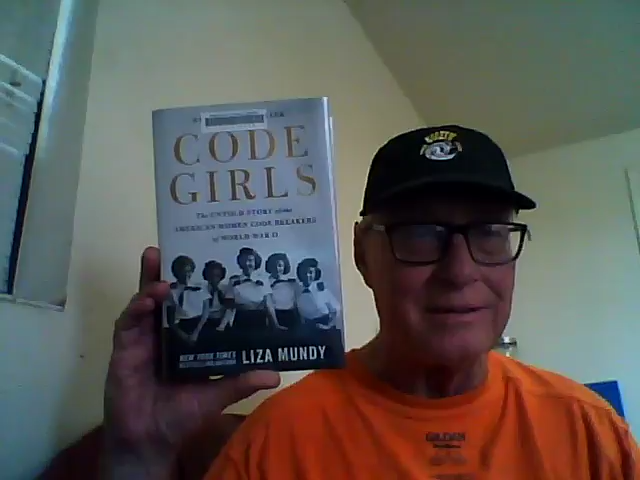 CODE
GIRLS
The UNTOLD STORY of the
AMERICAN WOMEN CODE BREAKERS
of WORLD WAR II
NEW YORK TIMES
BESTSELLING AUTHOR
LIZA MUNDY
GILDAN